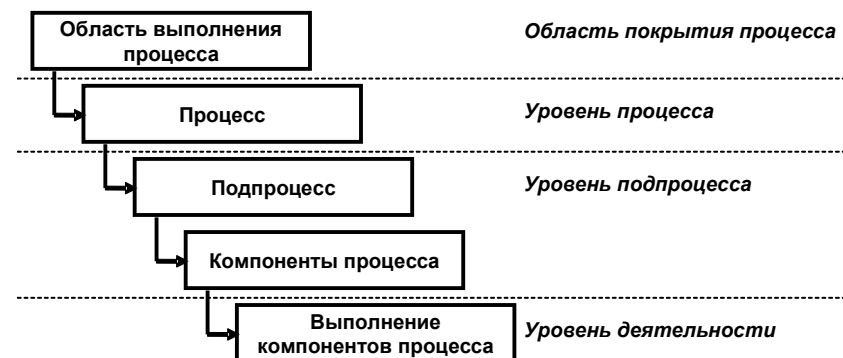 Область выполнения
процесса
Область покрытия процесса
Процесс
Уровень процесса
Подпроцесс
Уровень подпроцесса
Компоненты процесса
Выполнение
компонентов процесса
Уровень деятельности